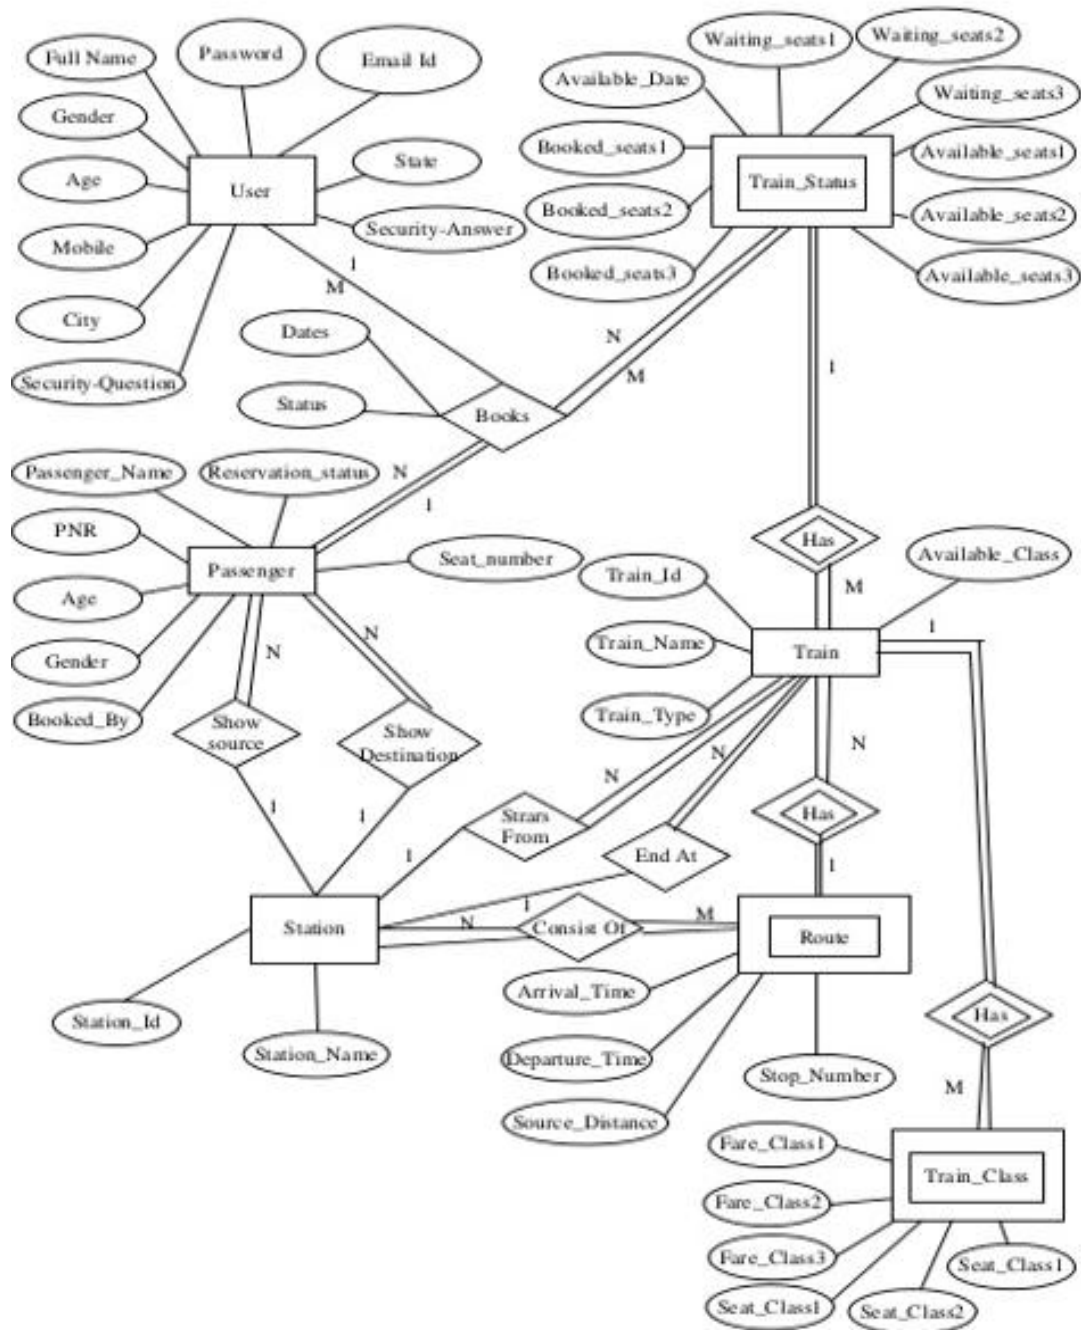 Full Name
Password
Email Id
Gender
State
Age
User
Security-Answer
Mobile
City
Security-Question
1
M
Waiting_seats1
Waiting_seats2
Available_Date
Waiting_seats3
Booked_seats1
Available_seats1
Train_Status
Booked_seats2
Available_seats2
Booked_seats3
Available_seats3
Dates
N
M
1
Status
Books
Passenger_Name
Reservation_status
N
1
PNR
Passenger
Seat_number
Age
Gender
Booked_By
N
N
Show
source
Show
Destination
1
1
Has
Available_Class
M
Train_Id
Train_Name
Train
1
Train_Type
N
N
N
Strars
From
1
End At
1
Has
1
Station
N
Consist Of
M
Route
Station_Id
Station_Name
Arrival_Time
Departure_Time
Source_Distance
Stop_Number
Has
M
Fare_Class1
Train_Class
Fare_Class2
Fare_Class3
Seat_Class1
Seat_Class2
Seat_Class1